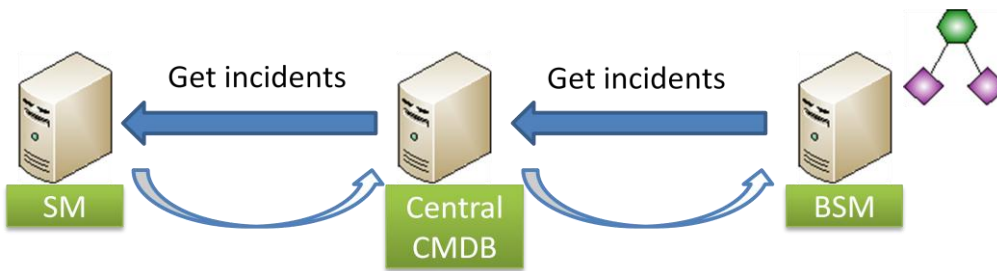 Get incidents
Get incidents
SM
Central
CMDB
BSM